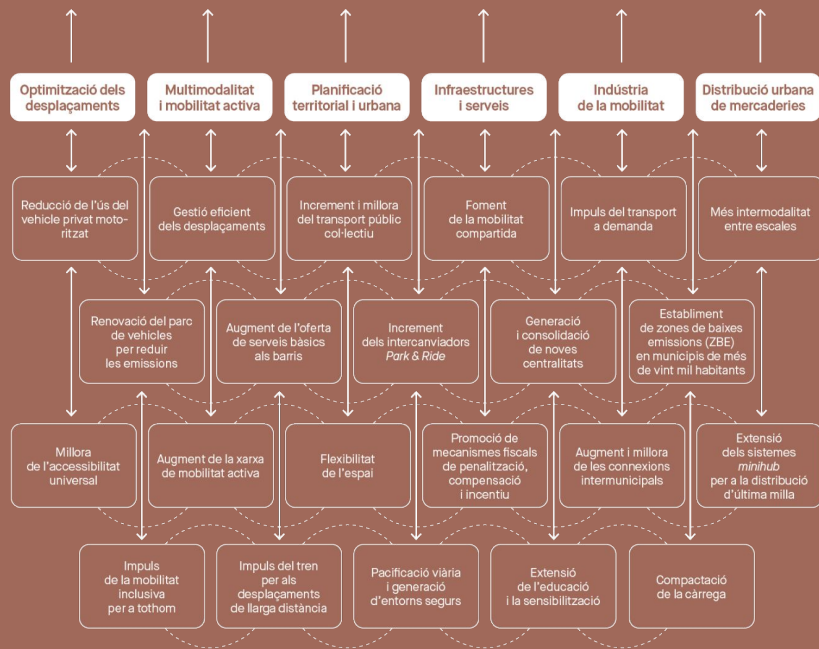 Optimització dels
desplaçaments
Multimodalitat
i mobilitat activa
Planificació
territorial i urbana
Infraestructures
i serveis
Indústria
de la mobilitat
Distribució urbana
de mercaderies
Reducció de l'ús del
vehicle privat moto-
ritzat
Gestió eficient
dels desplaçaments
Increment i millora
del transport públic
col·lectiu
Foment
de la mobilitat
compartida
Impuls del transport
a demanda
Més intermodalitat
entre escales
Renovació del parc
de vehicles
per reduir
les emissions
Augment de l'oferta
de serveis bàsics
als barris
Increment
dels intercanviadors
Park & Ride
Generació
i consolidació
de noves
centralitats
Establiment
de zones de baixes
emissions (ZBE)
en municipis de més
de vint mil habitants
Millora
de l'accessibilitat
universal
Augment de la xarxa
de mobilitat activa
Flexibilitat
de l'espai
Promoció de
mecanismes fiscals
de penalització,
compensació
i incentiu
Augment i millora
de les connexions
intermunicipals
Extensió
dels sistemes
minihub
per a la distribució
d'última milla
Impuls
de la mobilitat
inclusiva
per a tothom
Impuls del tren
per als
desplaçaments
de llarga distància
Pacificació viària
i generació
d'entorns segurs
Extensió
de l'educació
i la sensibilització
Compactació
de la càrrega